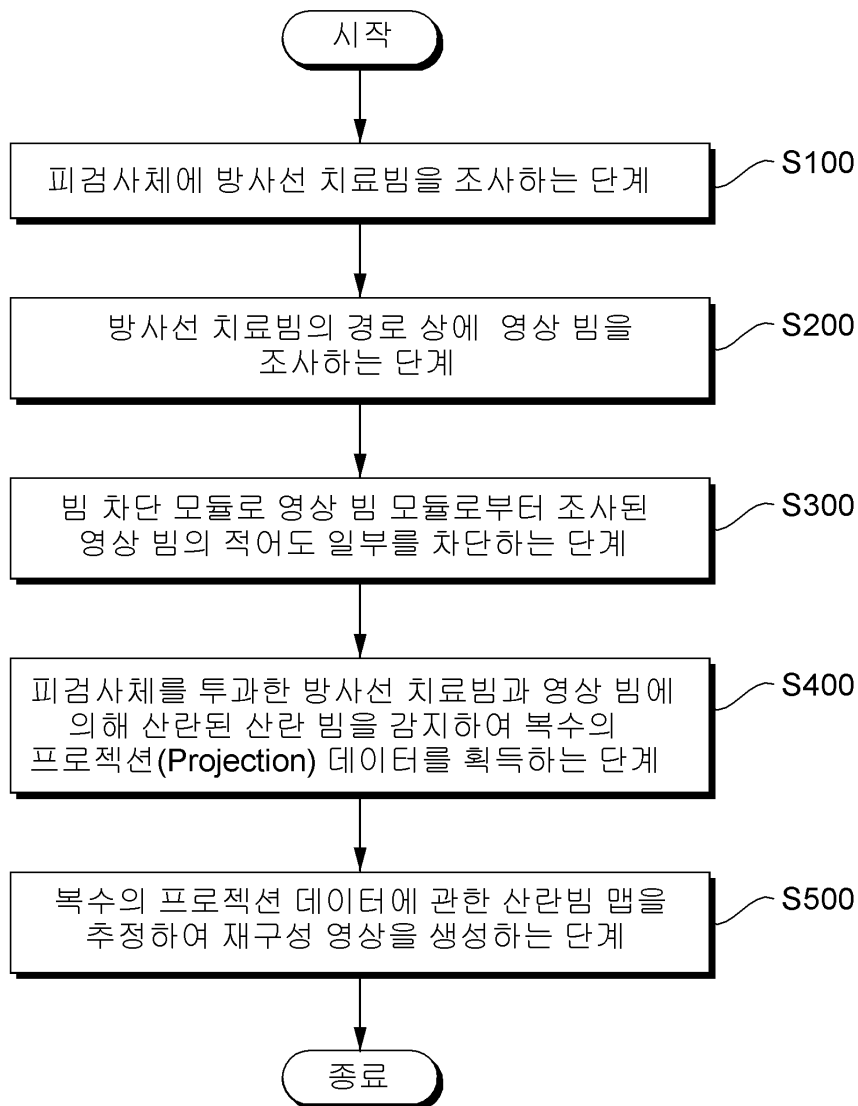 시작
피검사체에 방사선 치료빔을 조사하는 단계
S100
방사선 치료빔의 경로 상에 영상 빔을
조사하는 단계
S200
빔 차단 모듈로 영상 빔 모듈로부터 조사된
영상 빔의 적어도 일부를 차단하는 단계
S300
피검사체를 투과한 방사선 치료빔과 영상 빔에
의해 산란된 산란 빔을 감지하여 복수의
프로젝션(Projection) 데이터를 획득하는 단계
S400
복수의 프로젝션 데이터에 관한 산란빔 맵을
추정하여 재구성 영상을 생성하는 단계
S500
종료